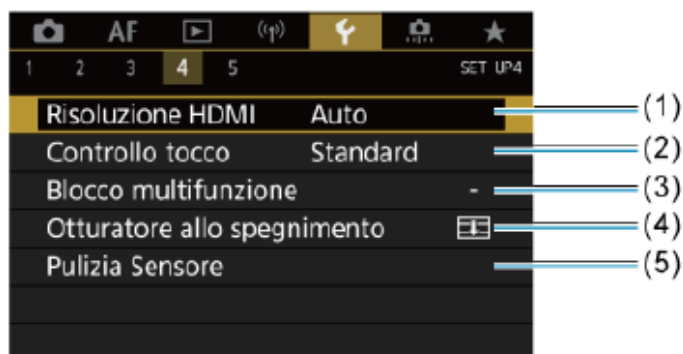 AF
1 2 3 4 5 SET UP4
Risoluzione HDMI Auto (1)
Controllo tocco Standard (2)
Blocco multifunzione - (3)
Otturatore allo spegnimento (4)
Pulizia Sensore (5)